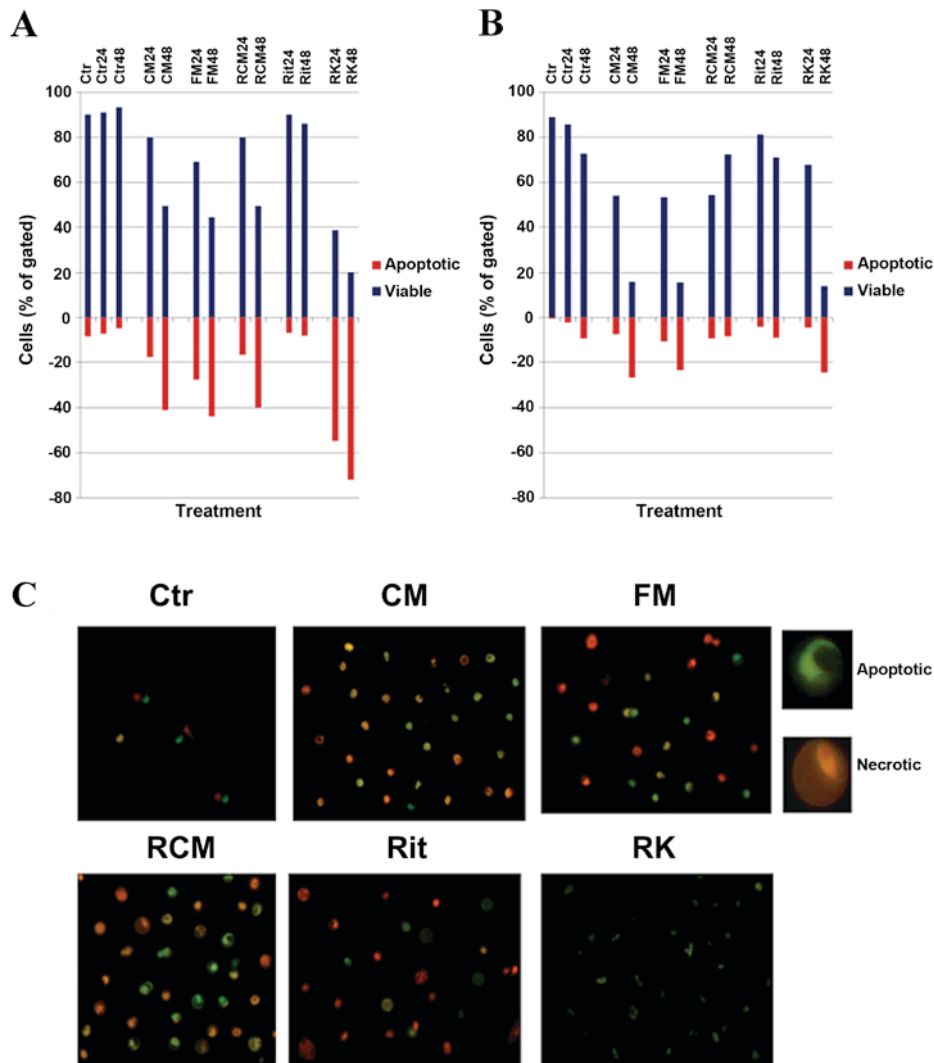 A
B
Ctr
Ctr24
Ctr48
CM24
CM48
FM24
FM48
RCM24
RCM48
Rit24
Rit48
RK24
RK48
Ctr
Ctr24
Ctr48
CM24
CM48
FM24
FM48
RCM24
RCM48
Rit24
Rit48
RK24
RK48
100
80
60
40
20
0
-20
-40
-60
-80
Cells (% of gated)
Apoptotic
Viable
Treatment
100
80
60
40
20
0
-20
-40
-60
-80
Cells (% of gated)
Apoptotic
Viable
Treatment
C
Ctr
CM
FM
Apoptotic
Necrotic
RCM
Rit
RK